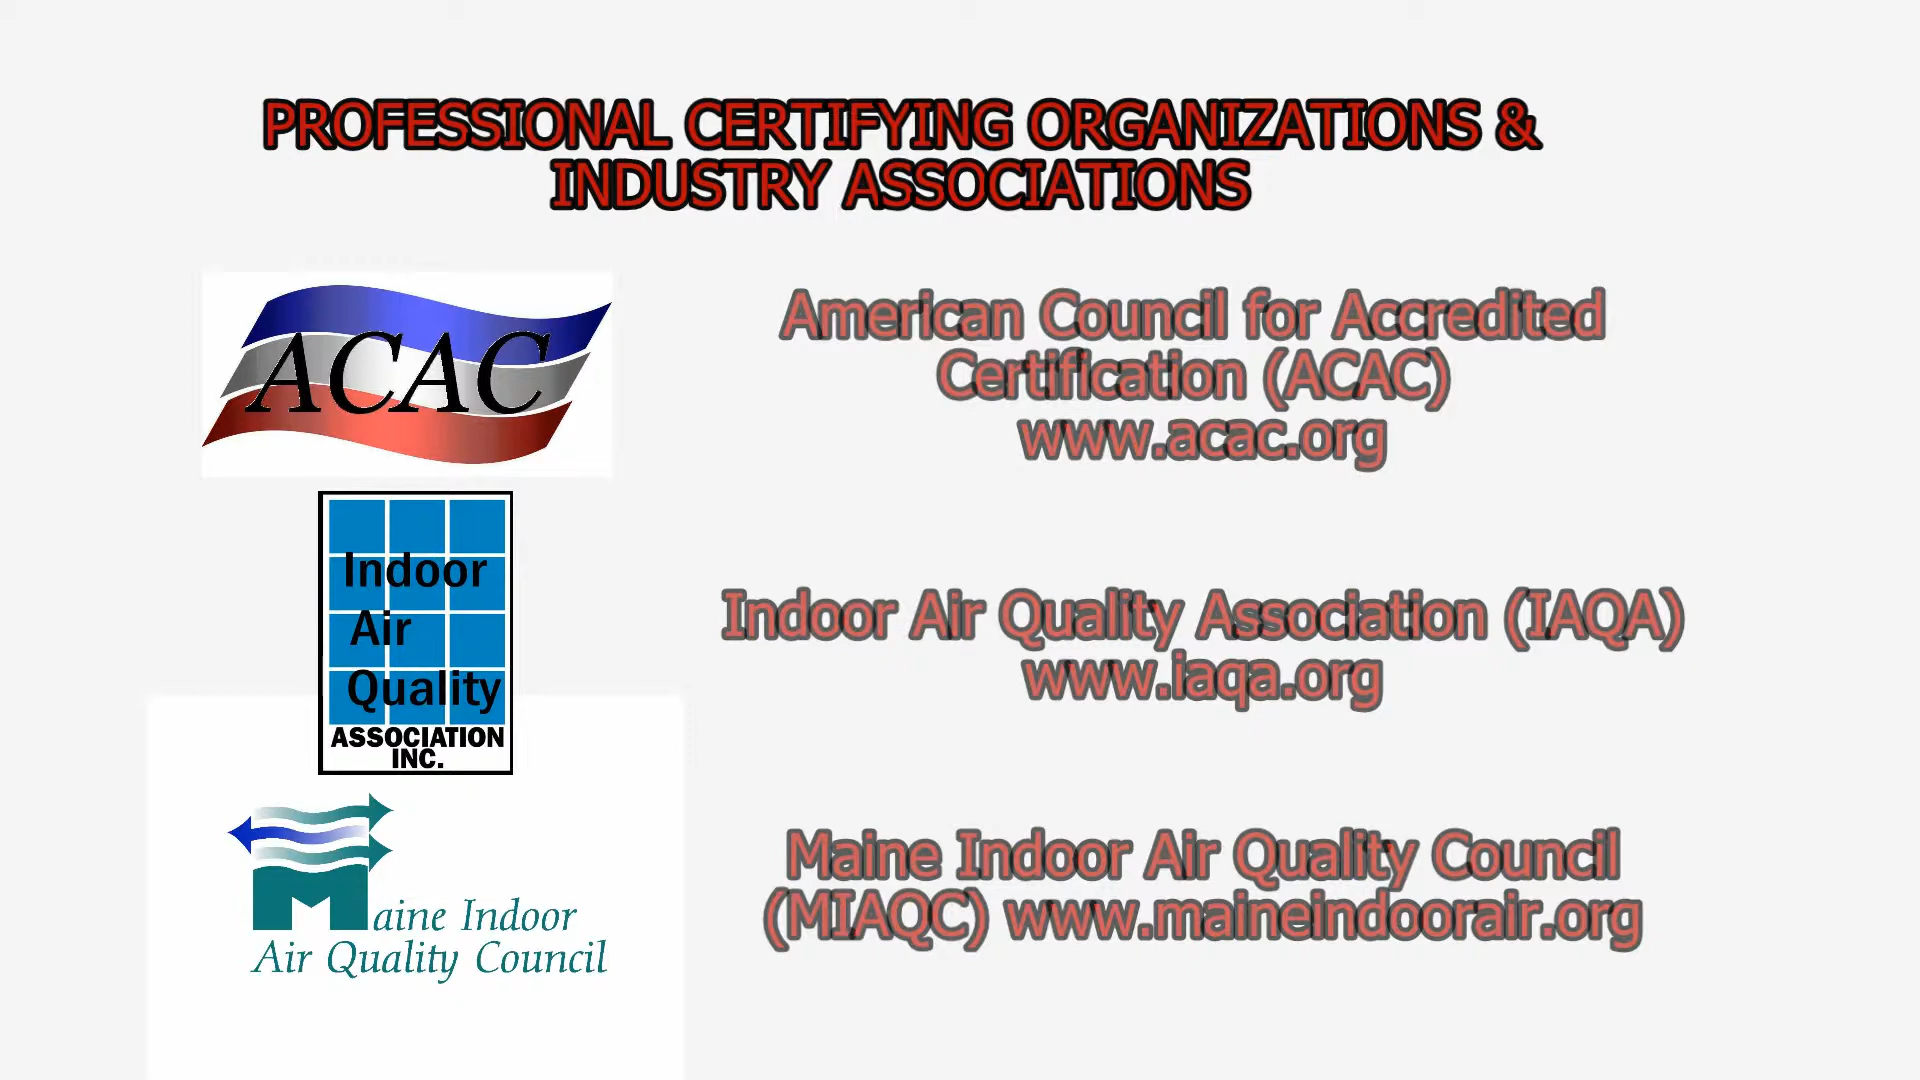 PROFESSIONAL CERTIFYING ORGANIZATIONS &
INDUSTRY ASSOCIATIONS
ACAC
American Council for Accredited
Certification (ACAC)
www.acac.org
Indoor
Air
Quality
ASSOCIATION
INC.
Indoor Air Quality Association (IAQA)
www.iaqa.org
Maine Indoor
Air Quality Council
Maine Indoor Air Quality Council
(MIAQC) www.maineindoorair.org